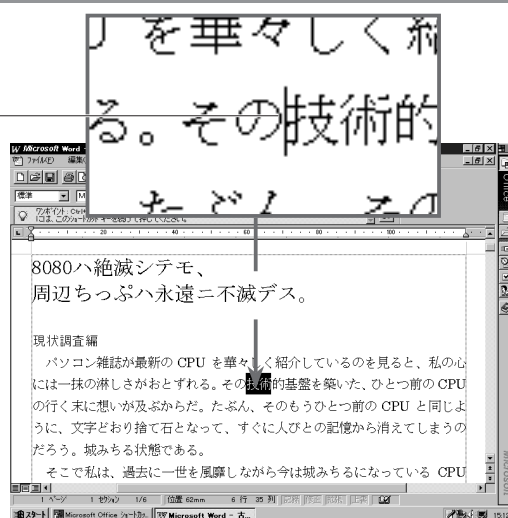 を華々しく
る。その技術的
Microsoft Word -
ファイル(F) 編集(
標準
8080ハ絶滅シテモ、
周辺ちっぷハ永遠ニ不滅デス。
現状調査編
パソコン雑誌が最新の CPU を華々しく紹介しているのを見ると、私の心
には一抹の淋しさがおとずれる。その技術的基盤を築いた、ひとつ前の CPU
の行く末に想いが及ぶからだ。たぶん、そのもうひとつ前の CPU と同じよ
うに、文字どおり捨て石となって、すぐに人びとの記憶から消えてしまうの
だろう。城みちる状態である。
そこで私は、過去に一世を風靡しながら今は城みちるになっている CPU
1 ページ 1 セクション 1/6 位置 62mm 6 行 35 列 記録 修正 拡張 上書
スタート Microsoft Office ショートカ.. Microsoft Word - 古... 15:12